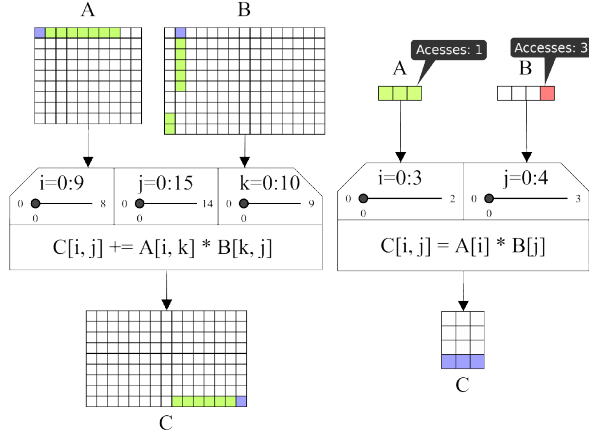 A
B
i=0:9
j=0:15
k=0:10
0
8
0
14
0
9
0
0
0
C[i, j] += A[i, k] * B[k, j]
C
Acesses: 1
Accesses: 3
A
B
i=0:3
j=0:4
0
2
0
3
0
0
C[i, j] = A[i] * B[j]
C